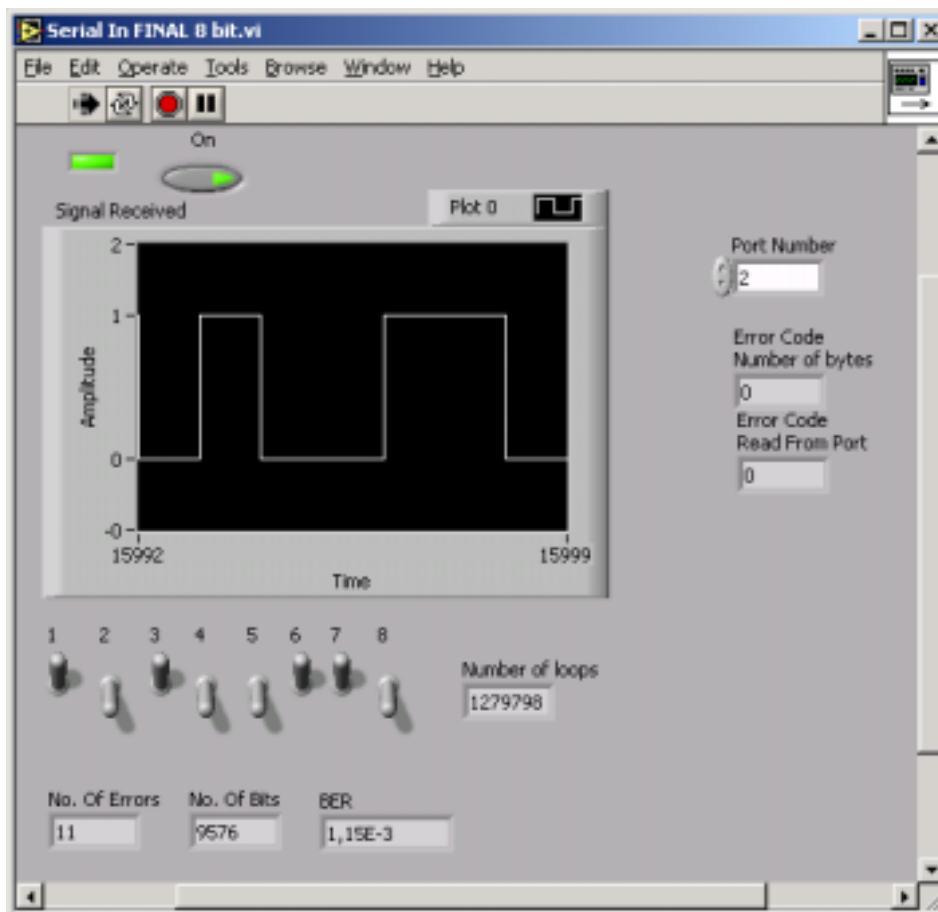 Serial In FINAL 8 bit.vi
File Edit Operate Tools Browse Window Help
On
Signal Received
Plot 0
2
1
0
-0
Amplitude
15992
15999
Time
Port Number
2
Error Code
Number of bytes
0
Error Code
Read From Port
0
1 2 3 4 5 6 7 8
Number of loops
1279798
No. Of Errors No. Of Bits BER
11 9576 1,15E-3